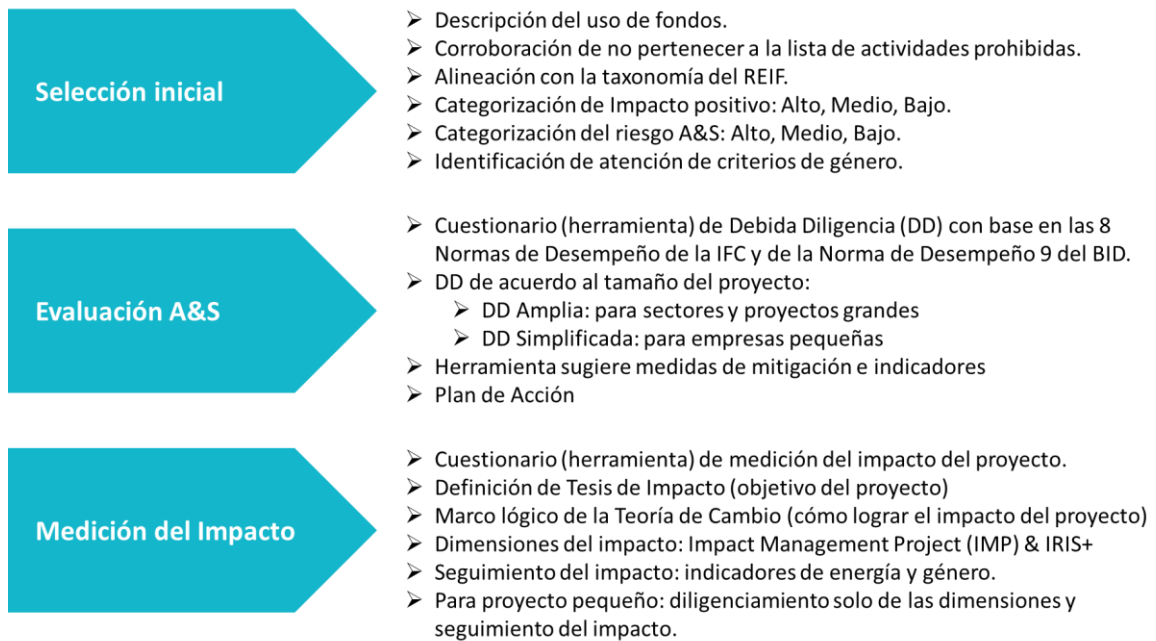 Selección inicial
➢ Descripción del uso de fondos.
➢ Corroboración de no pertenecer a la lista de actividades prohibidas.
➢ Alineación con la taxonomía del REIF.
➢ Categorización de Impacto positivo: Alto, Medio, Bajo.
➢ Categorización del riesgo A&S: Alto, Medio, Bajo.
➢ Identificación de atención de criterios de género.
Evaluación A&S
➢ Cuestionario (herramienta) de Debida Diligencia (DD) con base en las 8
Normas de Desempeño de la IFC y de la Norma de Desempeño 9 del BID.
➢ DD de acuerdo al tamaño del proyecto:
➢ DD Amplia: para sectores y proyectos grandes
➢ DD Simplificada: para empresas pequeñas
➢ Herramienta sugiere medidas de mitigación e indicadores
➢ Plan de Acción
Medición del Impacto
➢ Cuestionario (herramienta) de medición del impacto del proyecto.
➢ Definición de Tesis de Impacto (objetivo del proyecto)
➢ Marco lógico de la Teoría de Cambio (cómo lograr el impacto del proyecto)
➢ Dimensiones del impacto: Impact Management Project (IMP) & IRIS+
➢ Seguimiento del impacto: indicadores de energía y género.
➢ Para proyecto pequeño: diligenciamiento solo de las dimensiones y
seguimiento del impacto.